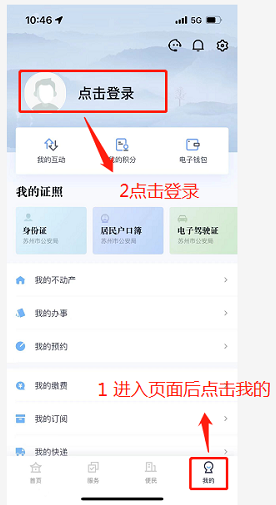 10:46
5G
点击登录
我的互动
我的积分
电子钱包
2点击登录
我的证照
身份证
苏州市公安局
居民户口簿
苏州市公安局
电子驾驶证
苏州市公安局
我的不动产
我的办事
我的预约
我的缴费
1 进入页面后点击我的
我的订阅
我的快递
首页
服务
便民
我的